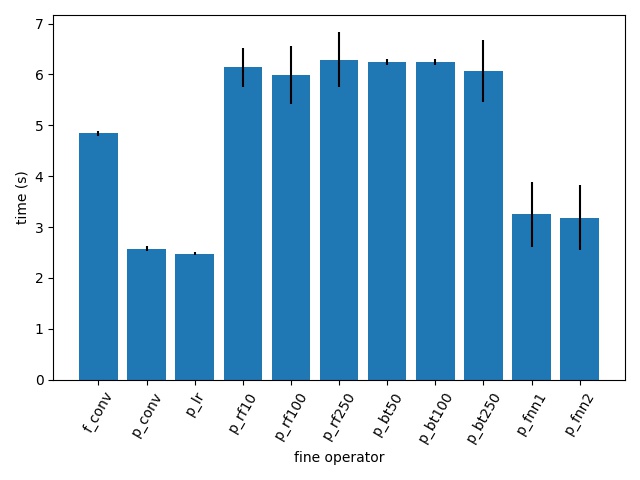 7
6
5
4
3
2
1
0
time (s)
f_conv
p_conv
p_lr
p_rf10
p_rf100
p_rf250
p_bt50
p_bt100
p_bt250
p_fnn1
p_fnn2
fine operator